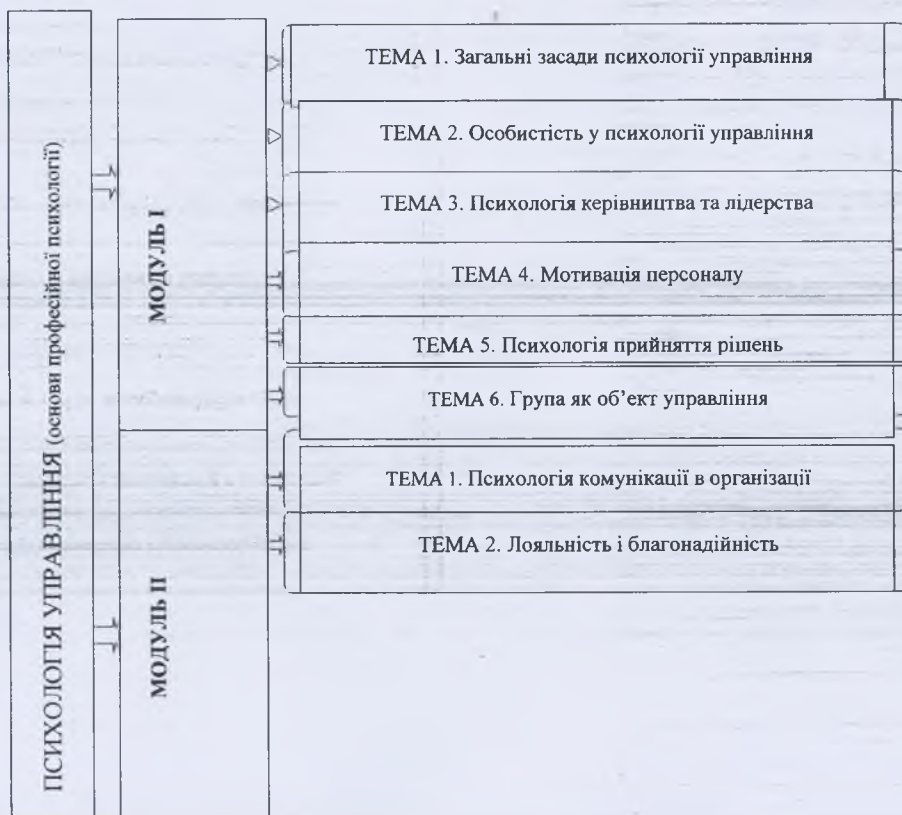 ПСИХОЛОГІЯ УПРАВЛІННЯ (основи професійної психології)
МОДУЛЬ І
ТЕМА 1. Загальні засади психології управління
ТЕМА 2. Особистість у психології управління
ТЕМА 3. Психологія керівництва та лідерства
ТЕМА 4. Мотивація персоналу
ТЕМА 5. Психологія прийняття рішень
ТЕМА 6. Група як об’єкт управління
МОДУЛЬ ІІ
ТЕМА 1. Психологія комунікації в організації
ТЕМА 2. Лояльність і благонадійність